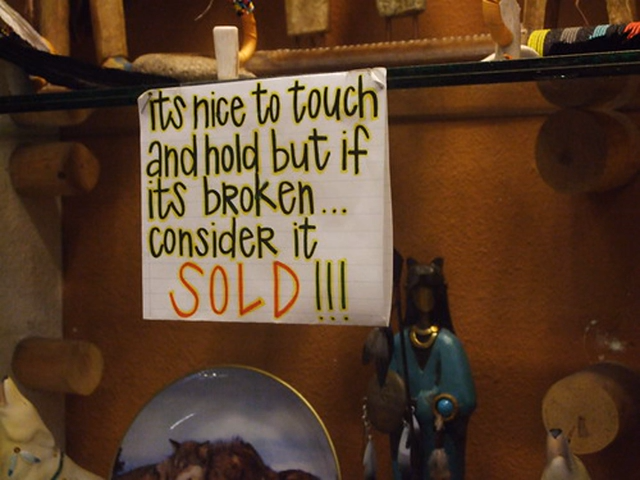 its nice to touch
and hold but if
its broken...
consider it
SOLD!!!